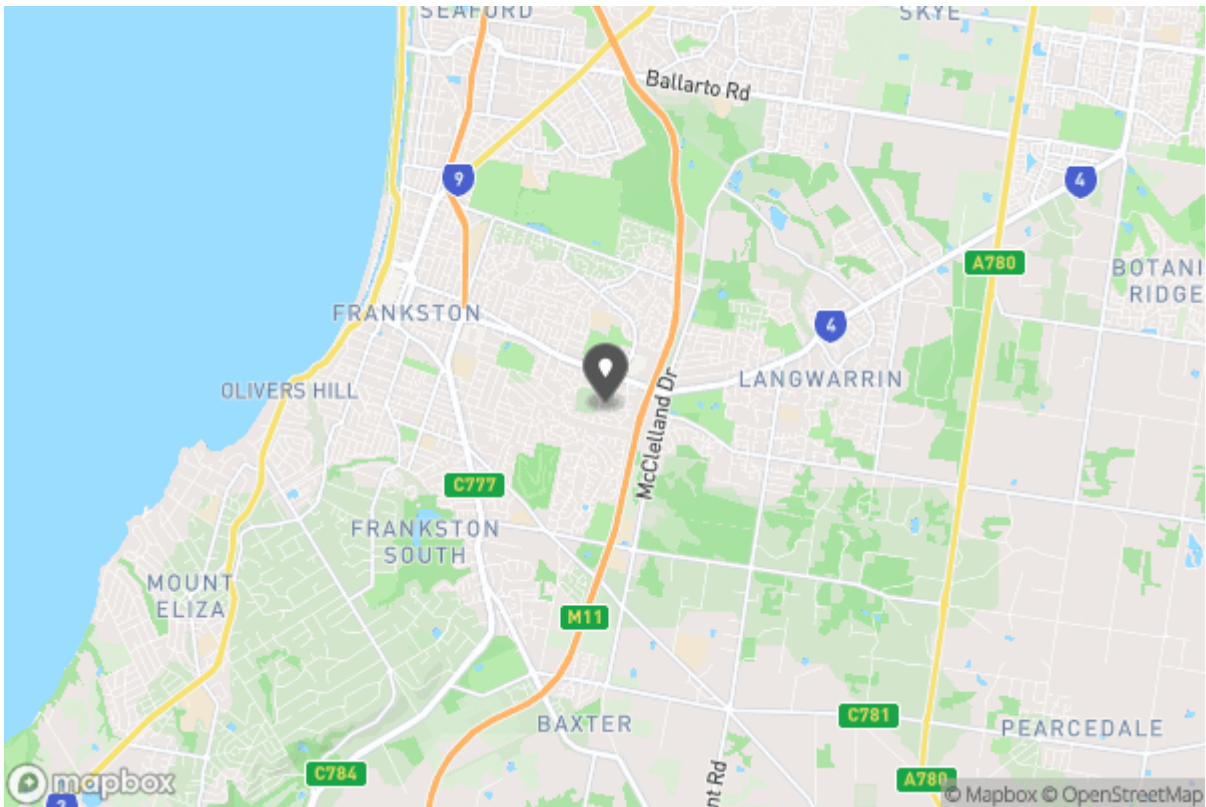 SEAFORD
SKYE
Ballarto Rd
9
4
A780
BOTANI
RIDGE
FRANKSTON
4
OLIVERS HILL
LANGWARRIN
McClelland Dr
C777
FRANKSTON
SOUTH
MOUNT
ELIZA
M11
BAXTER
C781
PEARCEDALE
nt Rd
C784
A780
mapbox
© Mapbox © OpenStreetMap